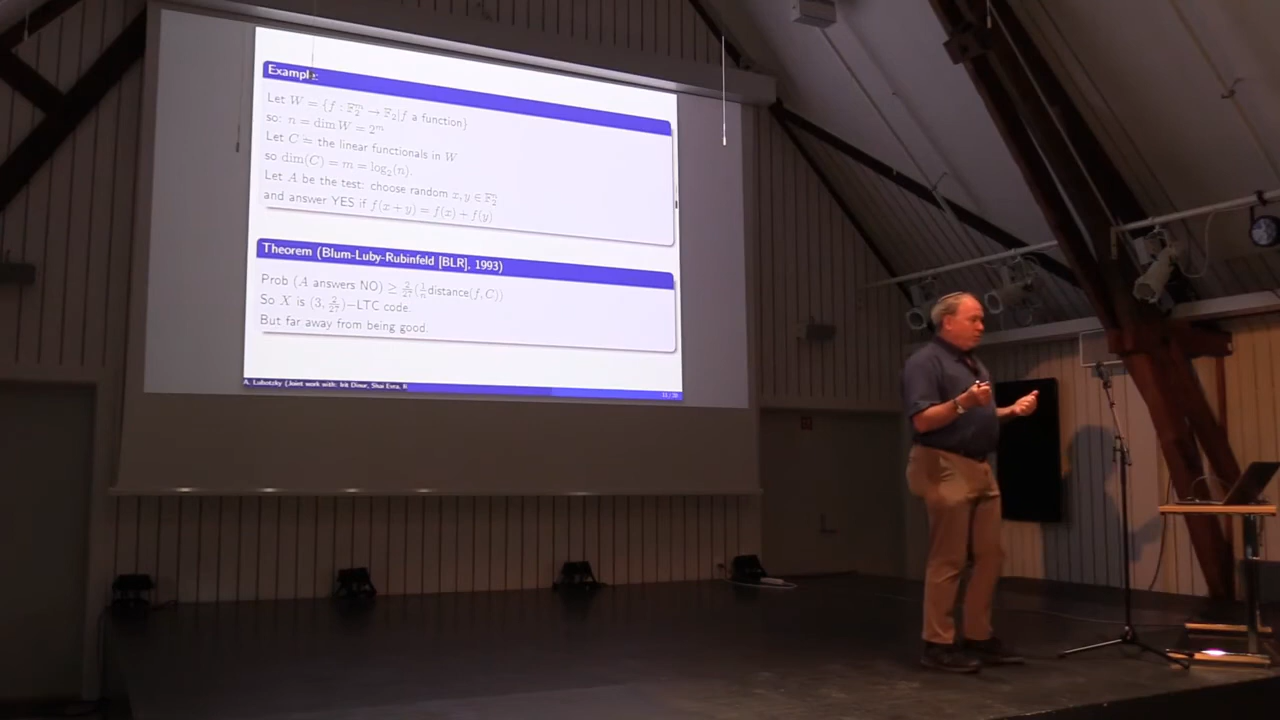 Example:
Let W = {f : 𝔽₂ᵐ → 𝔽₂|f a function}
so: n = dim W = 2ᵐ
Let C = the linear functionals in W
so dim(C) = m = log₂(n).
Let A be the test: choose random x, y ∈ 𝔽₂ⁿ
and answer YES if f(x + y) = f(x) + f(y)
Theorem (Blum-Luby-Rubinfeld [BLR], 1993)
Prob (A answers NO) ≥ 2/27(1/n distance(f, C))
So X is (3, 2/27)−LTC code.
But far away from being good.
A. Lubotzky (Joint work with: Irit Dinur, Shai Evra, R